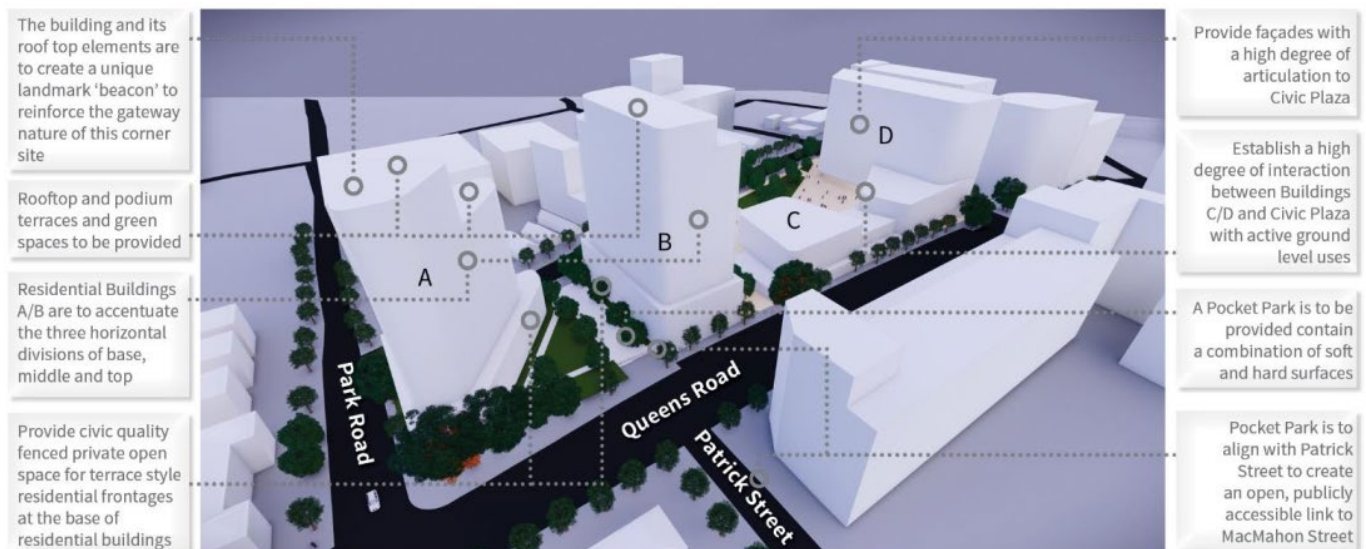 The building and its
roof top elements are
to create a unique
landmark ‘beacon’ to
reinforce the gateway
nature of this corner
site
Rooftop and podium
terraces and green
spaces to be provided
Residential Buildings
A/B are to accentuate
the three horizontal
divisions of base,
middle and top
Provide civic quality
fenced private open
space for terrace style
residential frontages
at the base of
residential buildings
A
B
C
D
Park Road
Queens Road
Patrick Street
Provide façades with
a high degree of
articulation to
Civic Plaza
Establish a high
degree of interaction
between Buildings
C/D and Civic Plaza
with active ground
level uses
A Pocket Park is to be
provided contain
a combination of soft
and hard surfaces
Pocket Park is to
align with Patrick
Street to create
an open, publicly
accessible link to
MacMahon Street